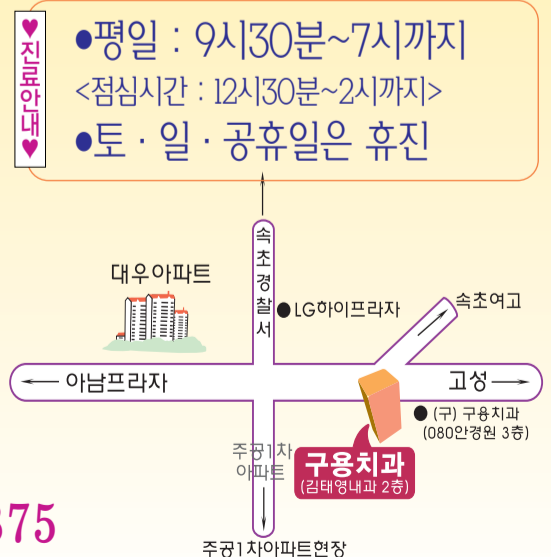 ♥진료안내♥
●평일 : 9시30분~7시까지
<점심시간 : 12시30분~2시까지>
●토 · 일 · 공휴일은 휴진
속초경찰서
대우아파트
LG하이프라자
속초여고
아남프라자
고성
(구) 구용치과
(080안경원 3층)
주공1차
아파트
구용치과
(김태영내과 2층)
375
주공1차아파트현장